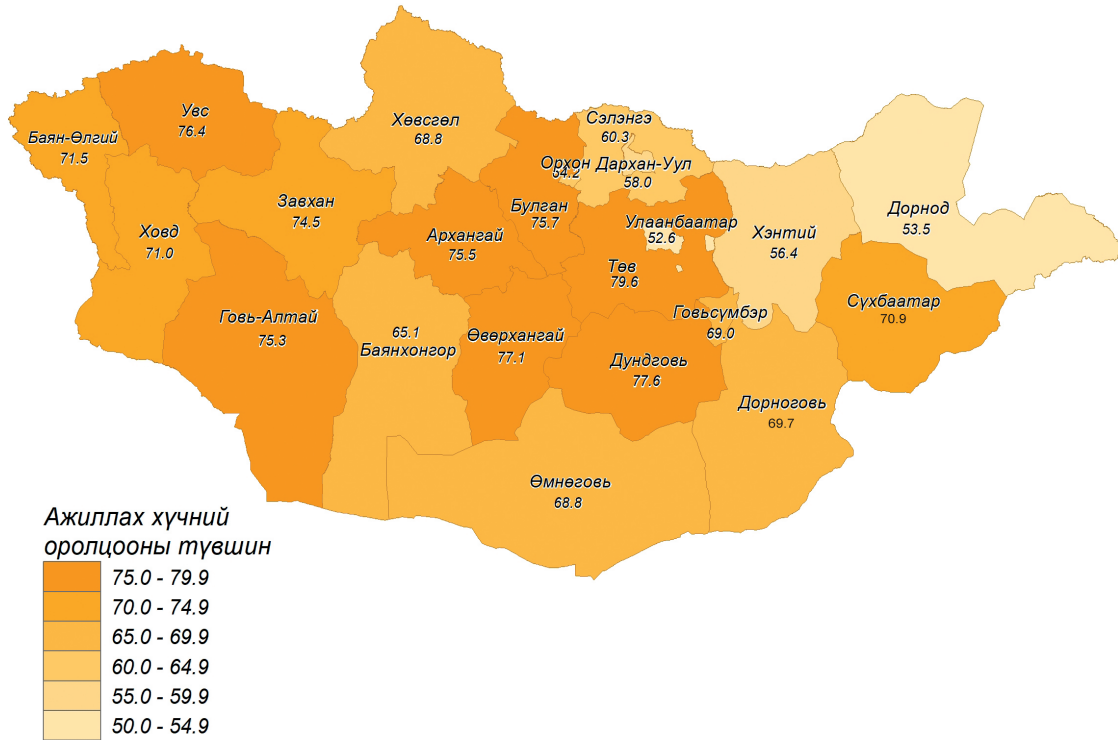 Увс
76.4
Баян-Өлгий
71.5
Ховд
71.0
Завхан
74.5
Говь-Алтай
75.3
Хөвсгөл
68.8
Архангай
75.5
65.1
Баянхонгор
Өвөрхангай
77.1
Булган
75.7
Орхон
54.2
Сэлэнгэ
60.3
Дархан-Уул
58.0
Улаанбаатар
52.6
Төв
79.6
Говьсүмбэр
69.0
Дундговь
77.6
Өмнөговь
68.8
Дорноговь
69.7
Хэнтий
56.4
Дорнод
53.5
Сүхбаатар
70.9
Ажиллах хүчний
оролцооны түвшин
75.0 - 79.9
70.0 - 74.9
65.0 - 69.9
60.0 - 64.9
55.0 - 59.9
50.0 - 54.9